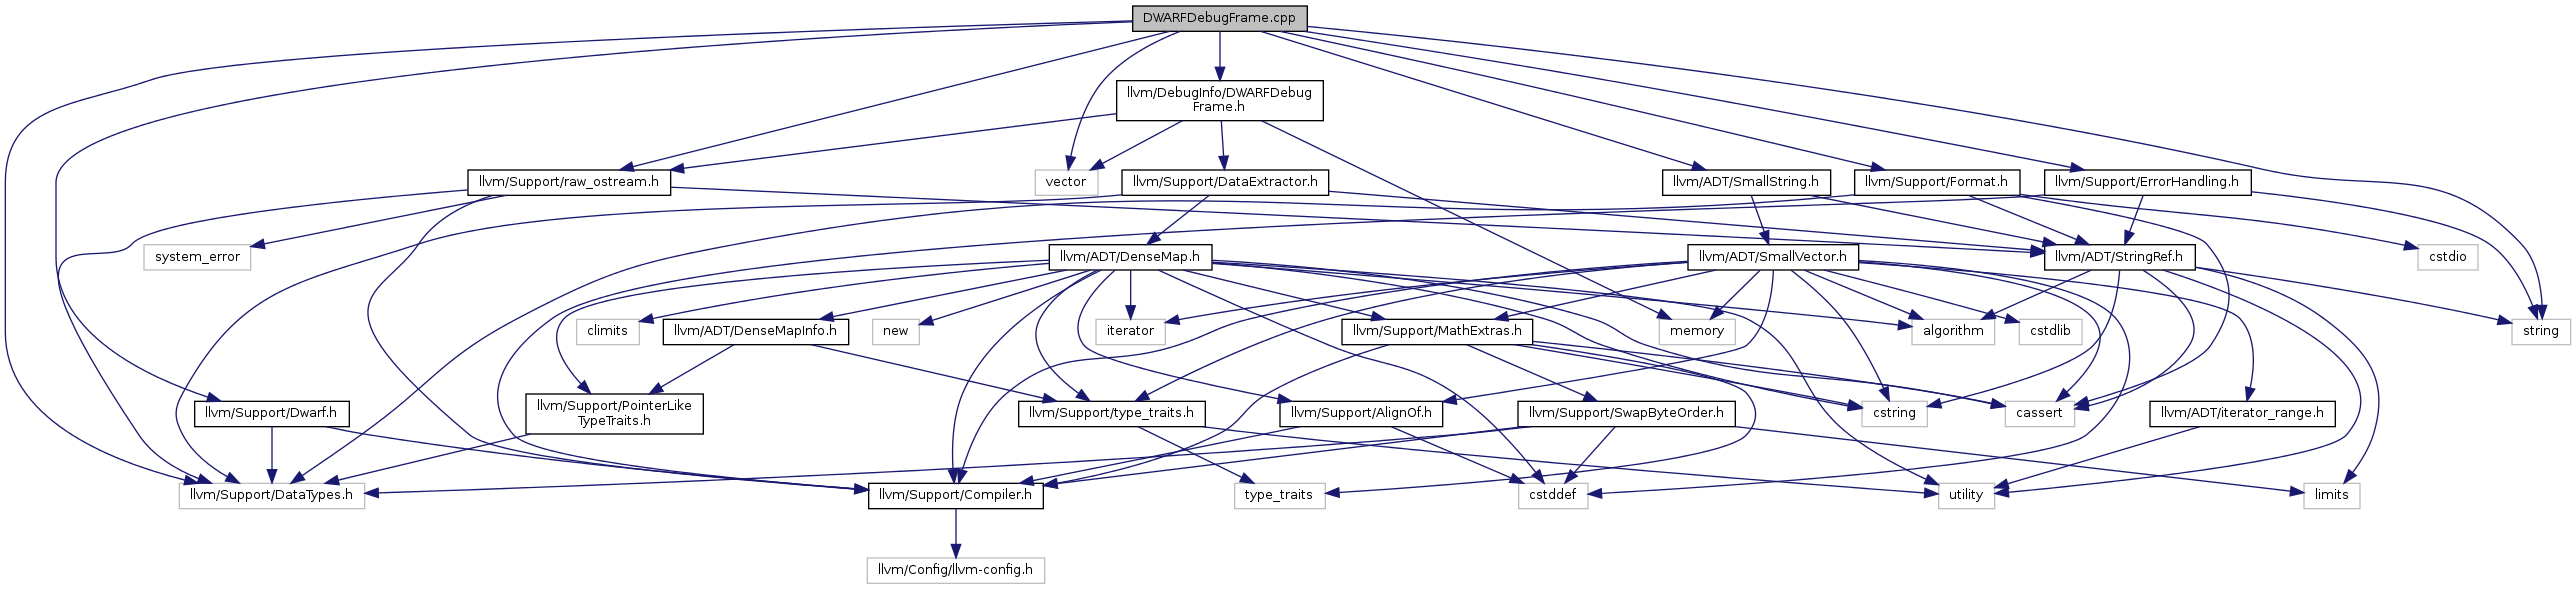 DWARFDebugFrame.cpp
llvm/DebugInfo/DWARFDebug
Frame.h
llvm/Support/raw_ostream.h
vector
llvm/Support/DataExtractor.h
llvm/ADT/SmallString.h
llvm/Support/Format.h
llvm/Support/ErrorHandling.h
system_error
llvm/ADT/DenseMap.h
llvm/ADT/SmallVector.h
llvm/ADT/StringRef.h
cstdio
climits
llvm/ADT/DenseMapInfo.h
new
iterator
llvm/Support/MathExtras.h
memory
algorithm
cstdlib
string
llvm/Support/Dwarf.h
llvm/Support/PointerLike
TypeTraits.h
llvm/Support/type_traits.h
llvm/Support/AlignOf.h
llvm/Support/SwapByteOrder.h
cstring
cassert
llvm/ADT/iterator_range.h
llvm/Support/DataTypes.h
llvm/Support/Compiler.h
type_traits
cstddef
utility
limits
llvm/Config/llvm-config.h